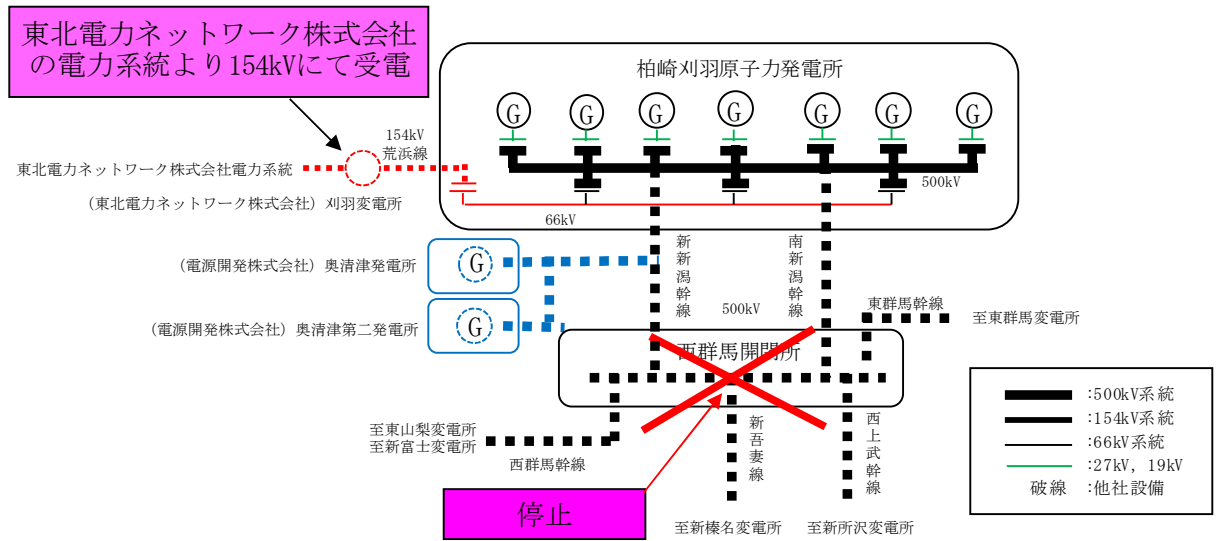 東北電力ネットワーク株式会社
の電力系統より154kVにて受電
柏崎刈羽原子力発電所
G
G
G
G
G
G
G
154kV
荒浜線
東北電力ネットワーク株式会社電力系統
(東北電力ネットワーク株式会社) 刈羽変電所
500kV
66kV
(電源開発株式会社) 奥清津発電所
G
(電源開発株式会社) 奥清津第二発電所
G
新新潟幹線
500kV
南新潟幹線
東群馬幹線
至東群馬変電所
西群馬開閉所
至東山梨変電所
至新富士変電所
西群馬幹線
新吾妻線
西上武幹線
停止
至新榛名変電所
至新所沢変電所
:500kV系統
:154kV系統
:66kV系統
:27kV, 19kV
破線 :他社設備